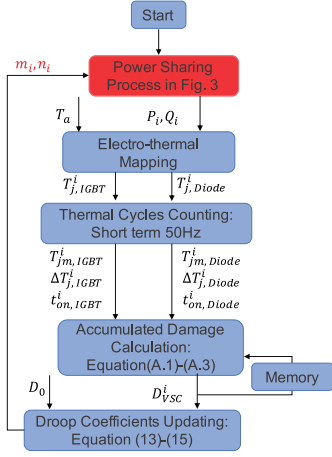 Start
m_i, n_i
Power Sharing
Process in Fig. 3
T_a
P_i, Q_i
Electro-thermal
Mapping
T^i_{j,IGBT}
T^i_{j,Diode}
Thermal Cycles Counting:
Short term 50Hz
T^i_{jm,IGBT}
T^i_{jm,Diode}
ΔT^i_{j,IGBT}
ΔT^i_{j,Diode}
t^i_{on,IGBT}
t^i_{on,Diode}
Accumulated Damage
Calculation:
Equation(A.1)-(A.3)
Memory
D_0
D^i_{VSC}
Droop Coefficients Updating:
Equation (13)-(15)